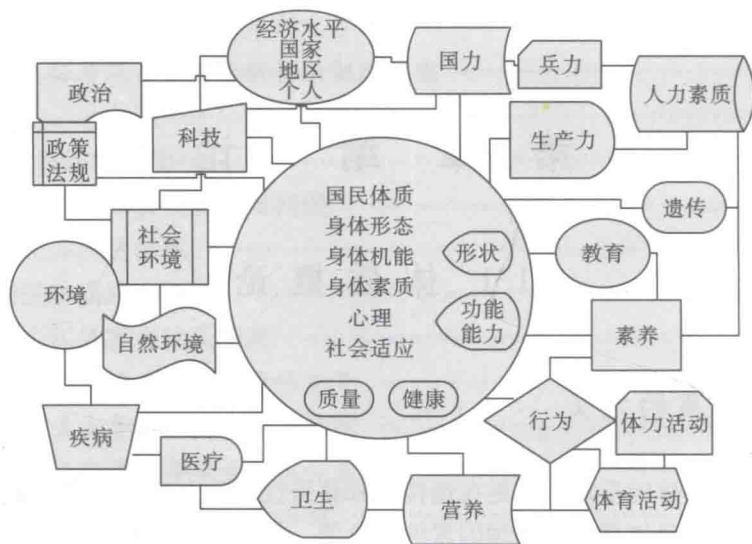 经济水平
国家
地区
个人
国力
兵力
人力素质
政治
科技
生产力
政策
法规
遗传
国民体质
身体形态
身体机能
身体素质
心理
社会适应
形状
功能
能力
质量
健康
社会
环境
教育
环境
自然环境
素养
疾病
医疗
行为
体力活动
卫生
营养
体育活动